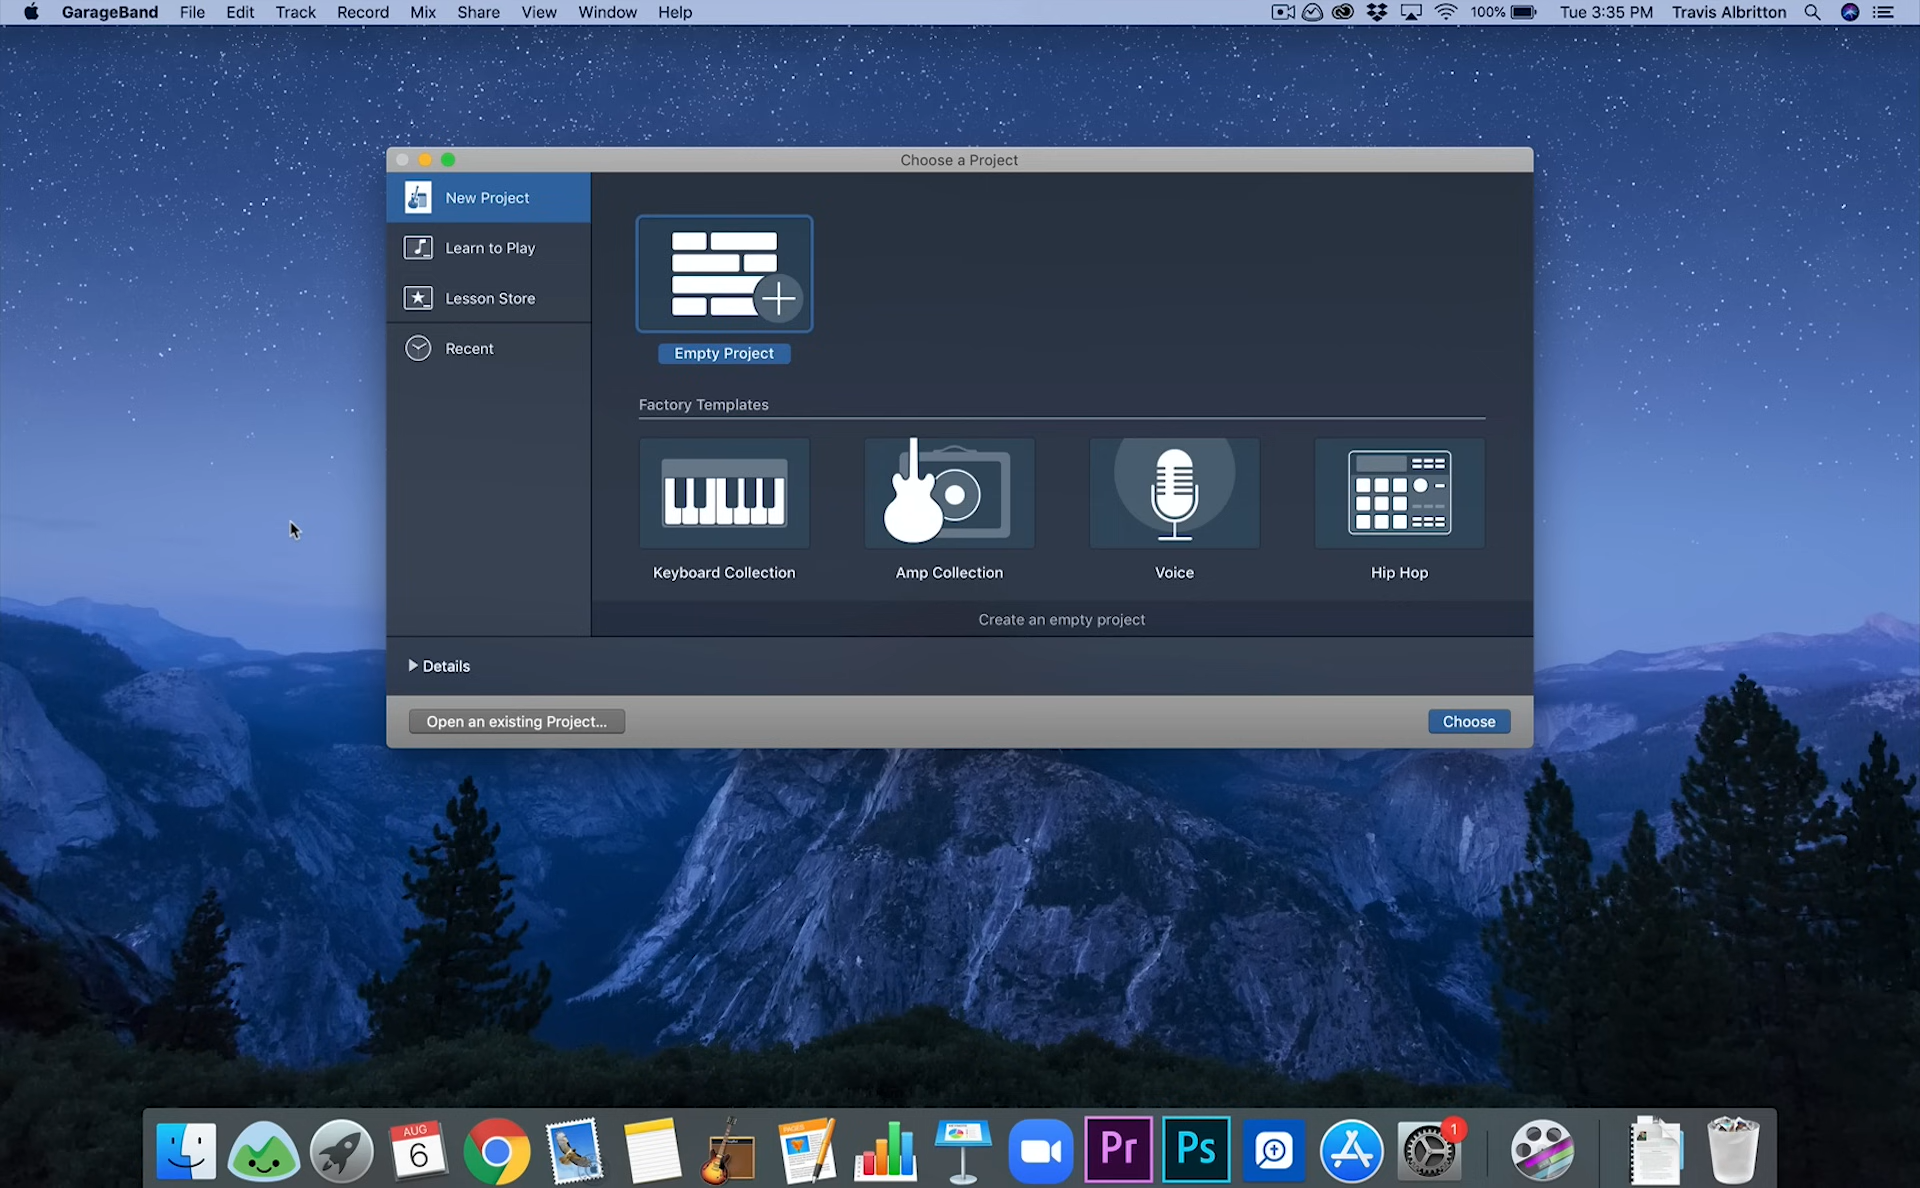 GarageBand File Edit Track Record Mix Share View Window Help 100% Tue 3:35 PM Travis Albritton
Choose a Project
New Project
Learn to Play
Lesson Store
Recent
Empty Project
Factory Templates
Keyboard Collection Amp Collection Voice Hip Hop
Create an empty project
Details
Open an existing Project... Choose
AUG
6
PAGES
Pr
Ps
1